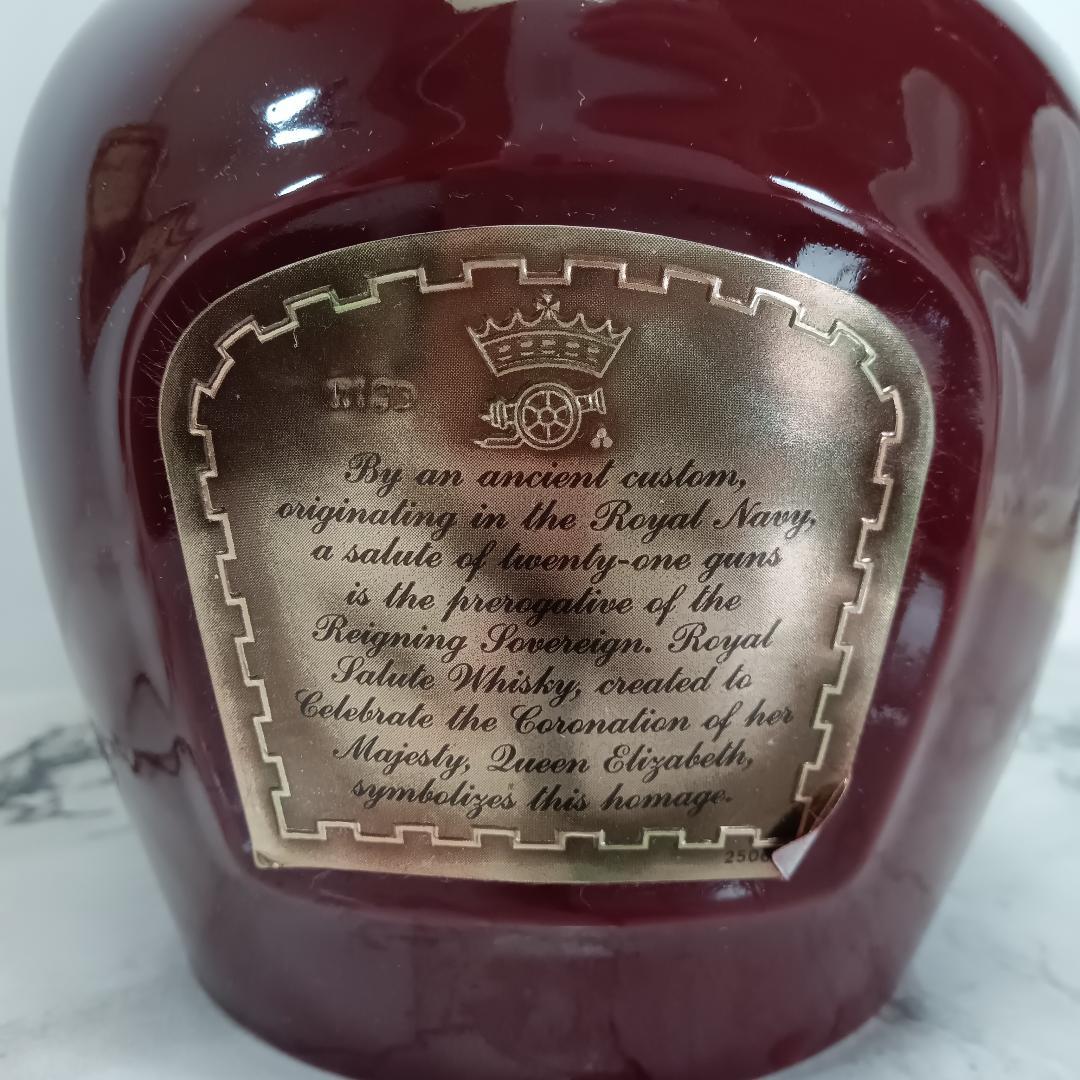 By an ancient custom,
originating in the Royal Navy,
a salute of twenty-one guns
is the prerogative of the
Reigning Sovereign. Royal
Salute Whisky, created to
Celebrate the Coronation of her
Majesty, Queen Elizabeth,
symbolizes this homage.